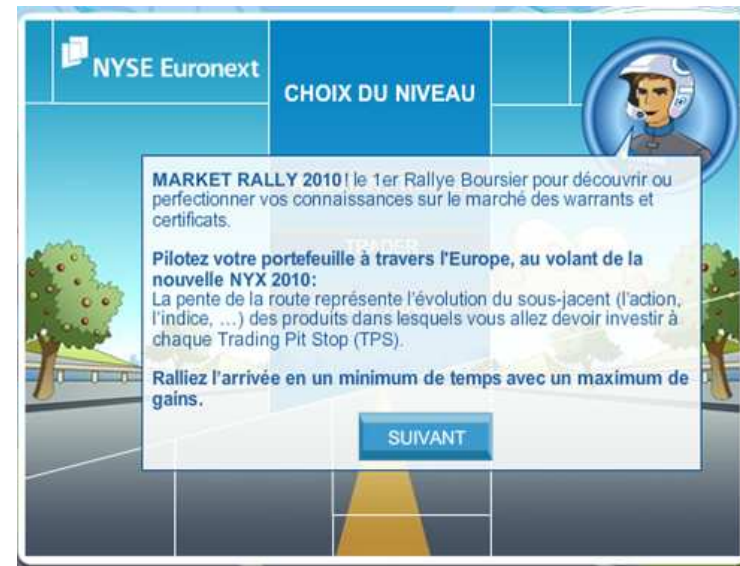 NYSE Euronext
CHOIX DU NIVEAU
MARKET RALLY 2010! le 1er Rallye Boursier pour découvrir ou
perfectionner vos connaissances sur le marché des warrants et
certificats.
TRADER
Pilotez votre portefeuille à travers l'Europe, au volant de la
nouvelle NYX 2010:
La pente de la route représente l'évolution du sous-jacent (l'action,
l'indice, ...) des produits dans lesquels vous allez devoir investir à
chaque Trading Pit Stop (TPS).
Ralliez l'arrivée en un minimum de temps avec un maximum de
gains.
SUIVANT